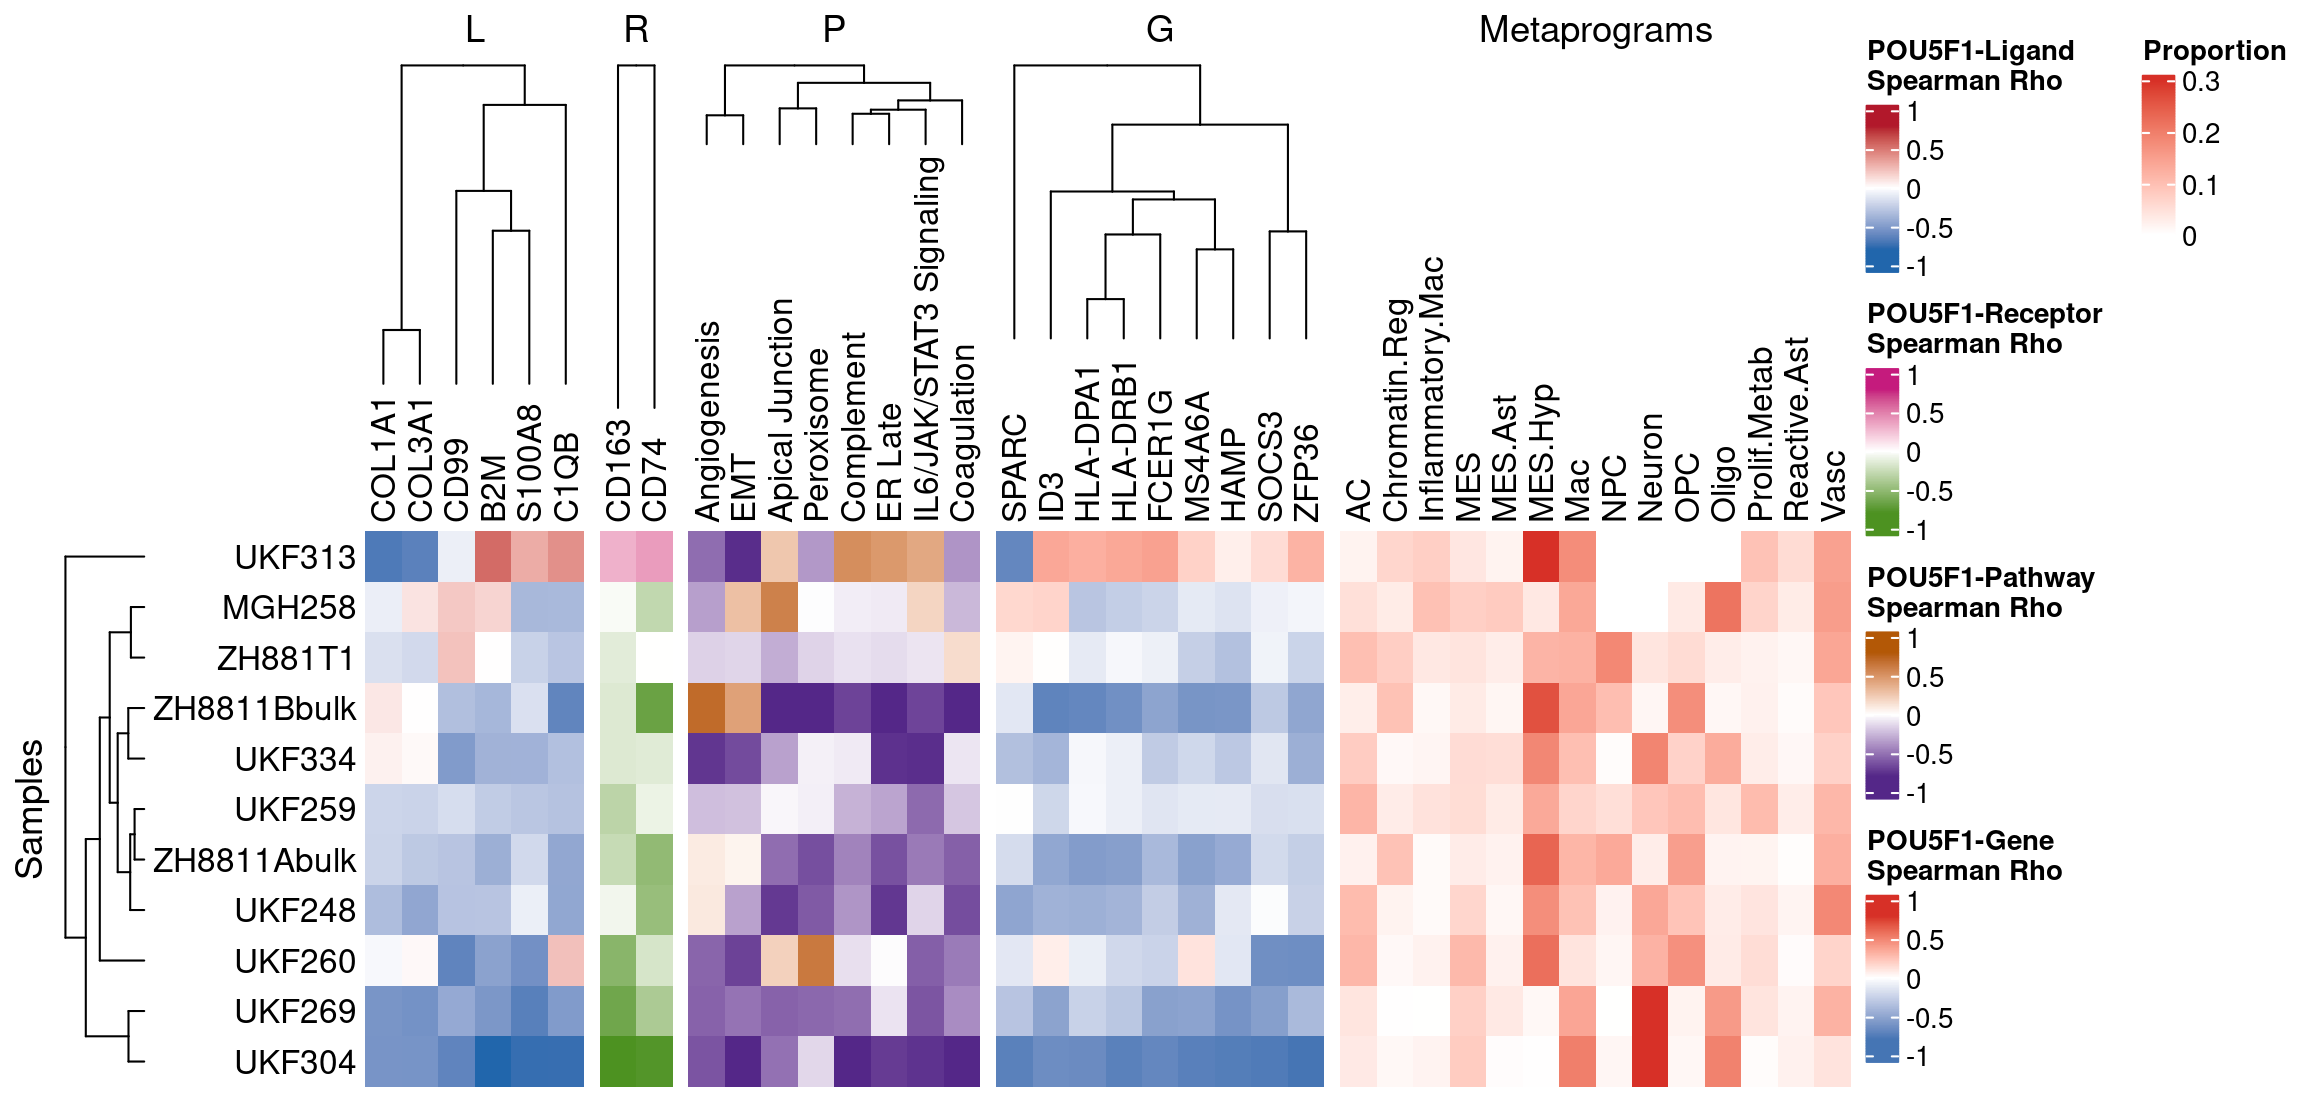 L
R
P
G
Metaprograms
COL1A1
COL3A1
CD99
B2M
S100A8
C1QB
CD163
CD74
Angiogenesis
EMT
Apical Junction
Peroxisome
Complement
ER Late
IL6/JAK/STAT3 Signaling
Coagulation
SPARC
ID3
HLA-DPA1
HLA-DRB1
FCER1G
MS4A6A
HAMP
SOCS3
ZFP36
AC
Chromatin.Reg
Inflammatory.Mac
MES
MES.Ast
MES.Hyp
Mac
NPC
Neuron
OPC
Oligo
Prolif.Metab
Reactive.Ast
Vasc
Samples
UKF313
MGH258
ZH881T1
ZH8811Bbulk
UKF334
UKF259
ZH8811Abulk
UKF248
UKF260
UKF269
UKF304
POU5F1-Ligand
Spearman Rho
1
0.5
0
-0.5
-1
POU5F1-Receptor
Spearman Rho
1
0.5
0
-0.5
-1
POU5F1-Pathway
Spearman Rho
1
0.5
0
-0.5
-1
POU5F1-Gene
Spearman Rho
1
0.5
0
-0.5
-1
Proportion
0.3
0.2
0.1
0